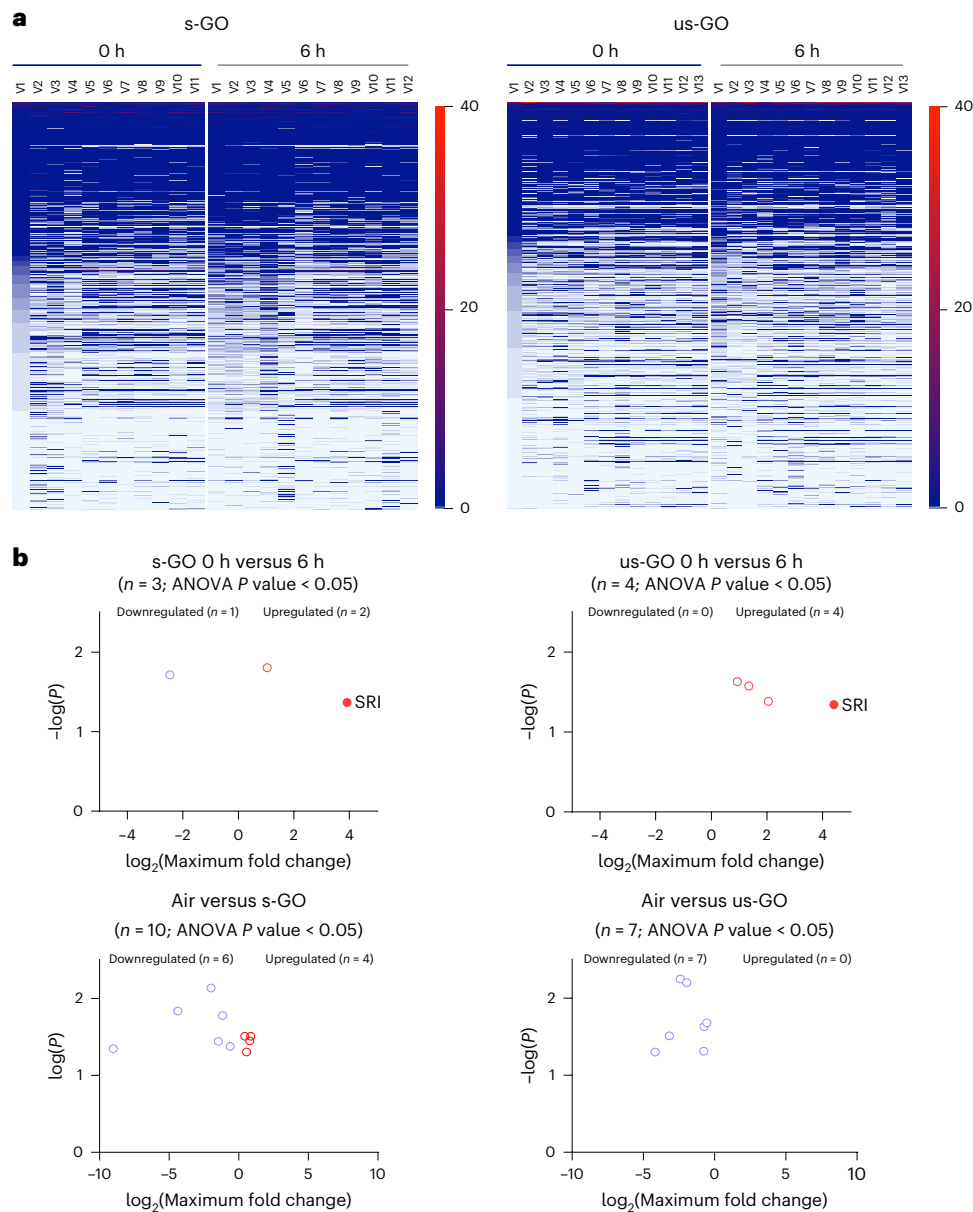 a
s-GO
us-GO
0 h
6 h
0 h
6 h
V1 V2 V3 V4 V5 V6 V7 V8 V9 V10 V11
V1 V2 V3 V4 V5 V6 V7 V8 V9 V10 V11 V12
V1 V2 V3 V4 V5 V6 V7 V8 V9 V10 V11 V12 V13
V1 V2 V3 V4 V5 V6 V7 V8 V9 V10 V11 V12 V13
40
20
0
40
20
0
b
s-GO 0 h versus 6 h
(n = 3; ANOVA P value < 0.05)
Downregulated (n = 1) Upregulated (n = 2)
2
1
0
−log(P)
SRI
−4 −2 0 2 4
log2(Maximum fold change)
us-GO 0 h versus 6 h
(n = 4; ANOVA P value < 0.05)
Downregulated (n = 0) Upregulated (n = 4)
2
1
0
−log(P)
SRI
−4 −2 0 2 4
log2(Maximum fold change)
Air versus s-GO
(n = 10; ANOVA P value < 0.05)
Downregulated (n = 6) Upregulated (n = 4)
2
1
0
log(P)
−10 −5 0 5 10
log2(Maximum fold change)
Air versus us-GO
(n = 7; ANOVA P value < 0.05)
Downregulated (n = 7) Upregulated (n = 0)
2
1
0
−log(P)
−10 −5 0 5 10
log2(Maximum fold change)